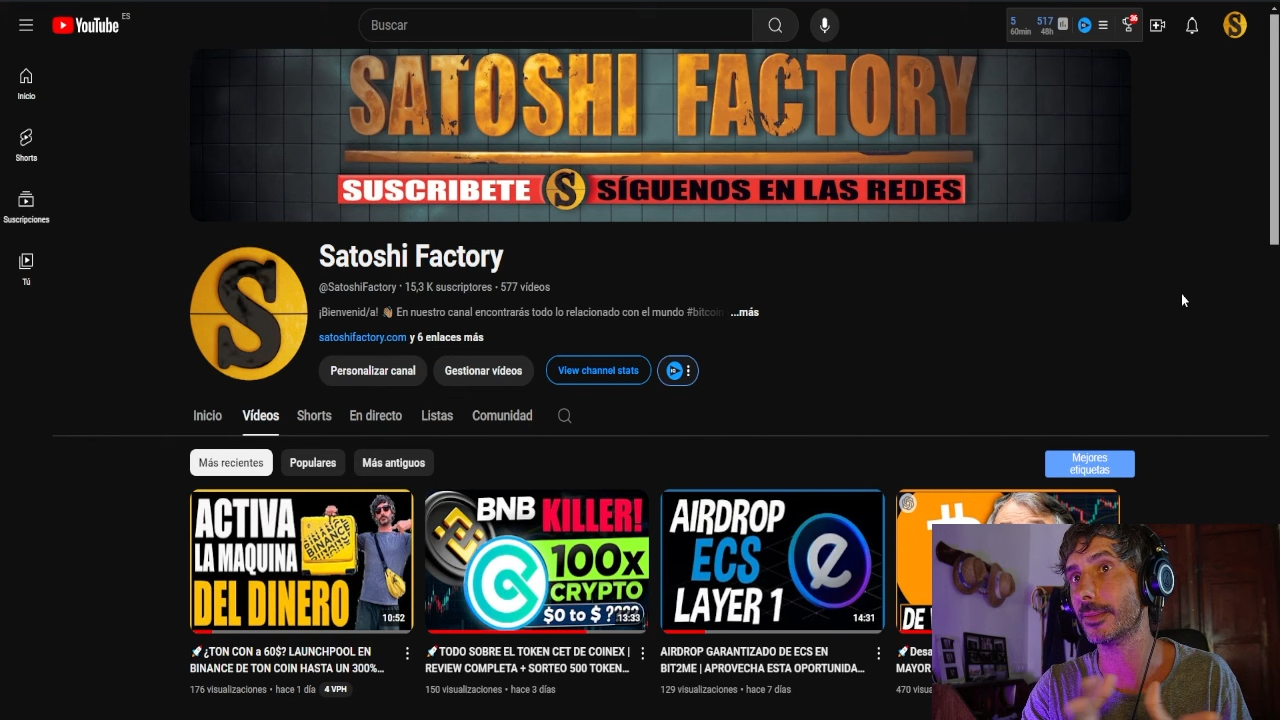 YouTube ES
Buscar
5 60min
517 48h
36
Inicio
Shorts
Suscripciones
Tú
SATOSHI FACTORY
SUSCRIBETE S SÍGUENOS EN LAS REDES
S
Satoshi Factory
@SatoshiFactory · 15,3 K suscriptores · 577 vídeos
¡Bienvenid/a! 👋🏽 En nuestro canal encontrarás todo lo relacionado con el mundo #bitcoin ...más
satoshifactory.com y 6 enlaces más
Personalizar canal
Gestionar vídeos
View channel stats
Inicio
Vídeos
Shorts
En directo
Listas
Comunidad
Más recientes
Populares
Más antiguos
Mejores
etiquetas
ACTIVA
LA MAQUINA
DEL DINERO
BINANCE
10:52
🚀 ¿TON CON a 60$? LAUNCHPOOL EN
BINANCE DE TON COIN HASTA UN 300%...
176 visualizaciones · hace 1 día 4 VPH
BNB KILLER!
100x
CRYPTO
$0 to $ ????
13:33
🚀 TODO SOBRE EL TOKEN CET DE COINEX |
REVIEW COMPLETA + SORTEO 500 TOKEN...
150 visualizaciones · hace 3 días
AIRDROP
ECS
LAYER 1
14:31
AIRDROP GARANTIZADO DE ECS EN
BIT2ME | APROVECHA ESTA OPORTUNIDA...
129 visualizaciones · hace 7 días
DE
🚀 Desa
MAYOR
470 visu